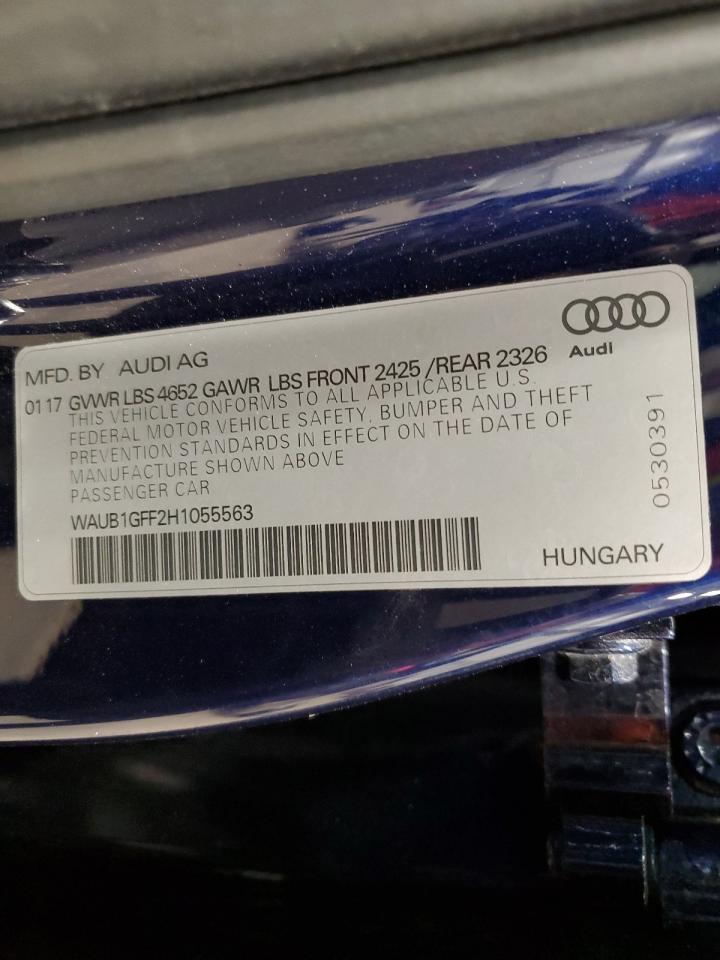 Audi
MFD. BY AUDI AG
01 17 GVWR LBS 4652 GAWR LBS FRONT 2425 /REAR 2326
THIS VEHICLE CONFORMS TO ALL APPLICABLE U.S.
FEDERAL MOTOR VEHICLE SAFETY, BUMPER AND THEFT
PREVENTION STANDARDS IN EFFECT ON THE DATE OF
MANUFACTURE SHOWN ABOVE
PASSENGER CAR
WAUB1GFF2H1055563
HUNGARY
0530391